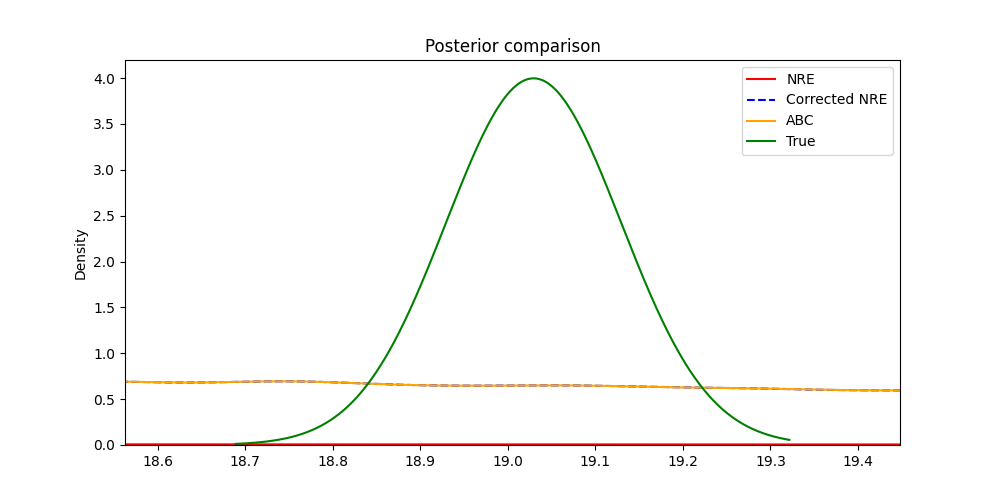 Posterior comparison
NRE
Corrected NRE
ABC
True
Density
4.0
3.5
3.0
2.5
2.0
1.5
1.0
0.5
0.0
18.6 18.7 18.8 18.9 19.0 19.1 19.2 19.3 19.4